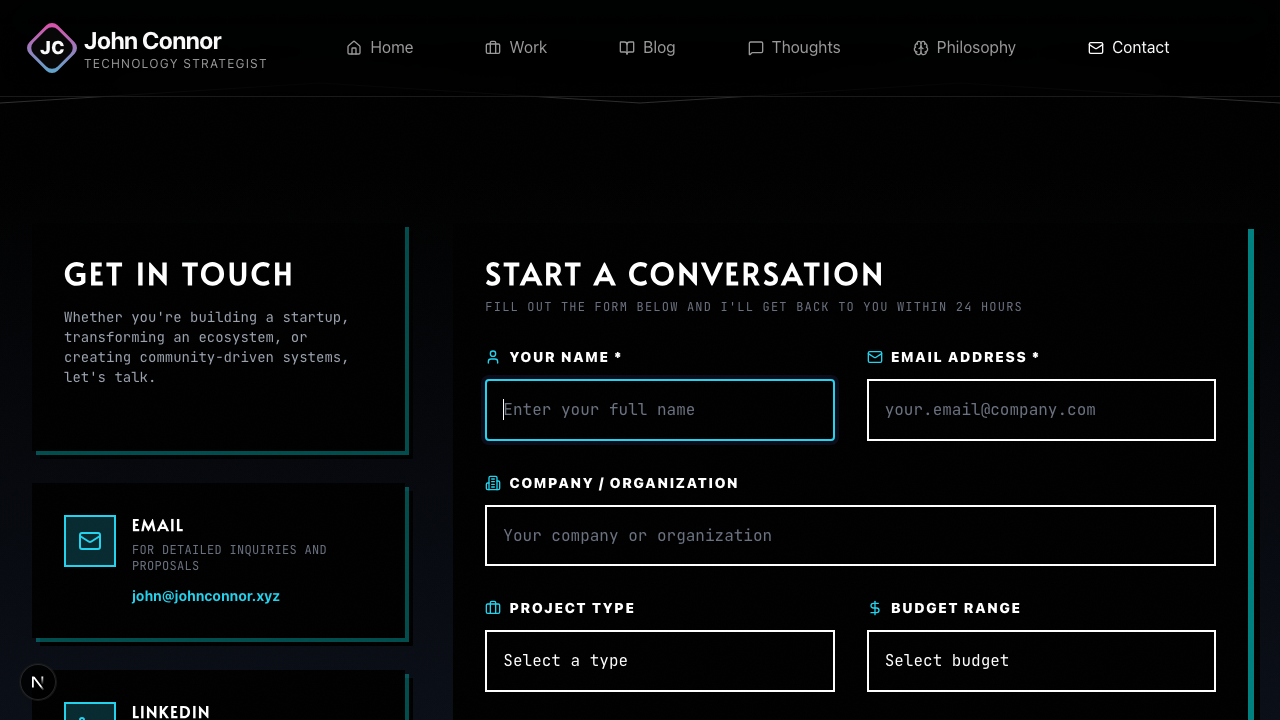 JC
John Connor
TECHNOLOGY STRATEGIST
Home
Work
Blog
Thoughts
Philosophy
Contact
GET IN TOUCH
Whether you're building a startup,
transforming an ecosystem, or
creating community-driven systems,
let's talk.
EMAIL
FOR DETAILED INQUIRIES AND
PROPOSALS
john@johnconnor.xyz
LINKEDIN
N
START A CONVERSATION
FILL OUT THE FORM BELOW AND I'LL GET BACK TO YOU WITHIN 24 HOURS
YOUR NAME *
Enter your full name
EMAIL ADDRESS *
your.email@company.com
COMPANY / ORGANIZATION
Your company or organization
PROJECT TYPE
Select a type
BUDGET RANGE
Select budget